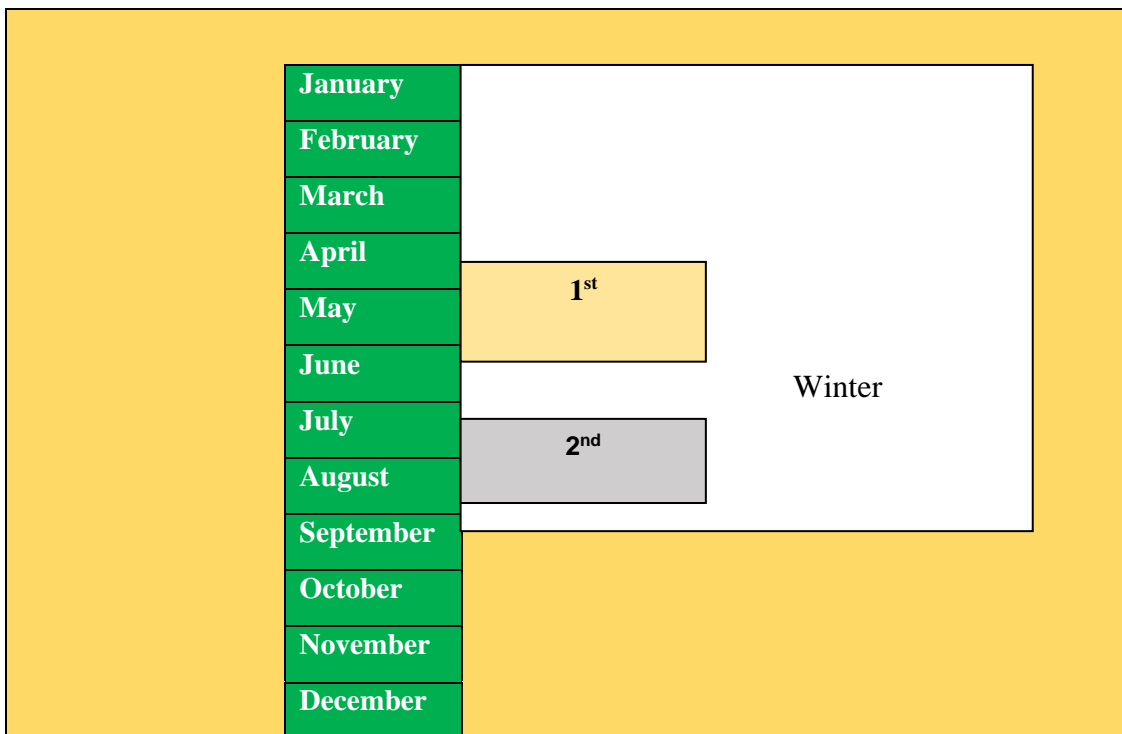 January
February
March
April
1st
May
June
Winter
July
2nd
August
September
October
November
December